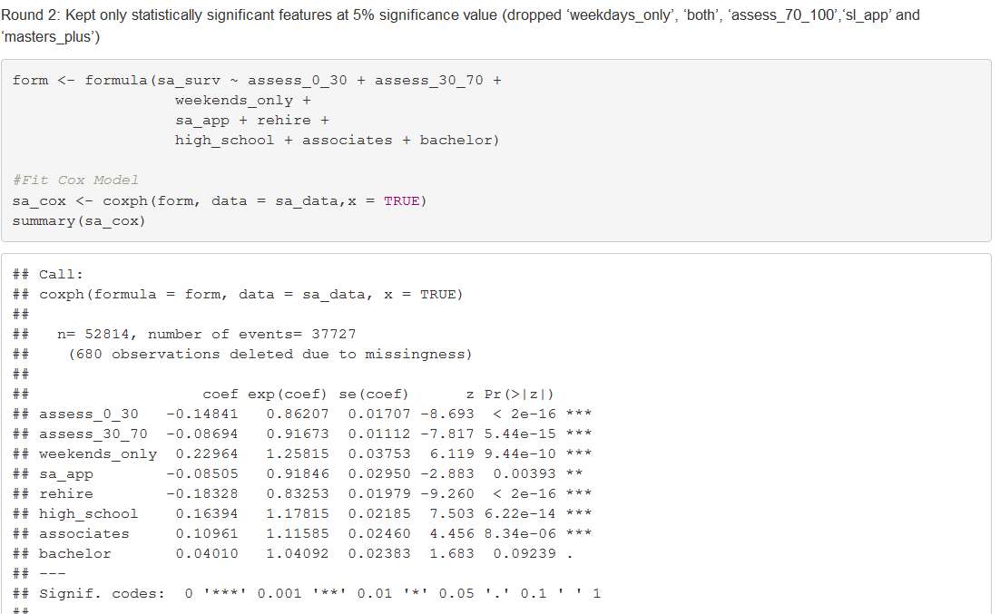 Round 2: Kept only statistically significant features at 5% significance value (dropped ‘weekdays_only’, ‘both’, ‘assess_70_100’,‘sl_app’ and
‘masters_plus’)
form <- formula(sa_surv ~ assess_0_30 + assess_30_70 +
                  weekends_only +
                  sa_app + rehire +
                  high_school + associates + bachelor)
#Fit Cox Model
sa_cox <- coxph(form, data = sa_data,x = TRUE)
summary(sa_cox)
## Call:
## coxph(formula = form, data = sa_data, x = TRUE)
##
##   n= 52814, number of events= 37727
##    (680 observations deleted due to missingness)
##
##                   coef exp(coef) se(coef)      z Pr(>|z|)
## assess_0_30   -0.14841   0.86207  0.01707 -8.693  < 2e-16 ***
## assess_30_70  -0.08694   0.91673  0.01112 -7.817 5.44e-15 ***
## weekends_only  0.22964   1.25815  0.03753  6.119 9.44e-10 ***
## sa_app        -0.08505   0.91846  0.02950 -2.883  0.00393 **
## rehire        -0.18328   0.83253  0.01979 -9.260  < 2e-16 ***
## high_school    0.16394   1.17815  0.02185  7.503 6.22e-14 ***
## associates     0.10961   1.11585  0.02460  4.456 8.34e-06 ***
## bachelor       0.04010   1.04092  0.02383  1.683  0.09239 .
## ---
## Signif. codes:  0 '***' 0.001 '**' 0.01 '*' 0.05 '.' 0.1 ' ' 1
##